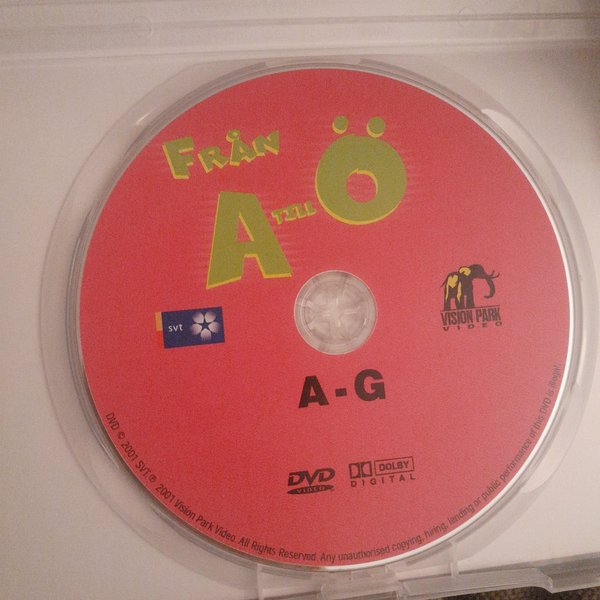 FRÅN
A TILL Ö
svt
VISION PARK
VIDEO
A-G
DVD
VIDEO
DOLBY
DIGITAL
DVD © 2001 SVT ℗ 2001 Vision Park Video. All Rights Reserved. Any unauthorised copying, hiring, landing or public performance of this DVD is illegal.